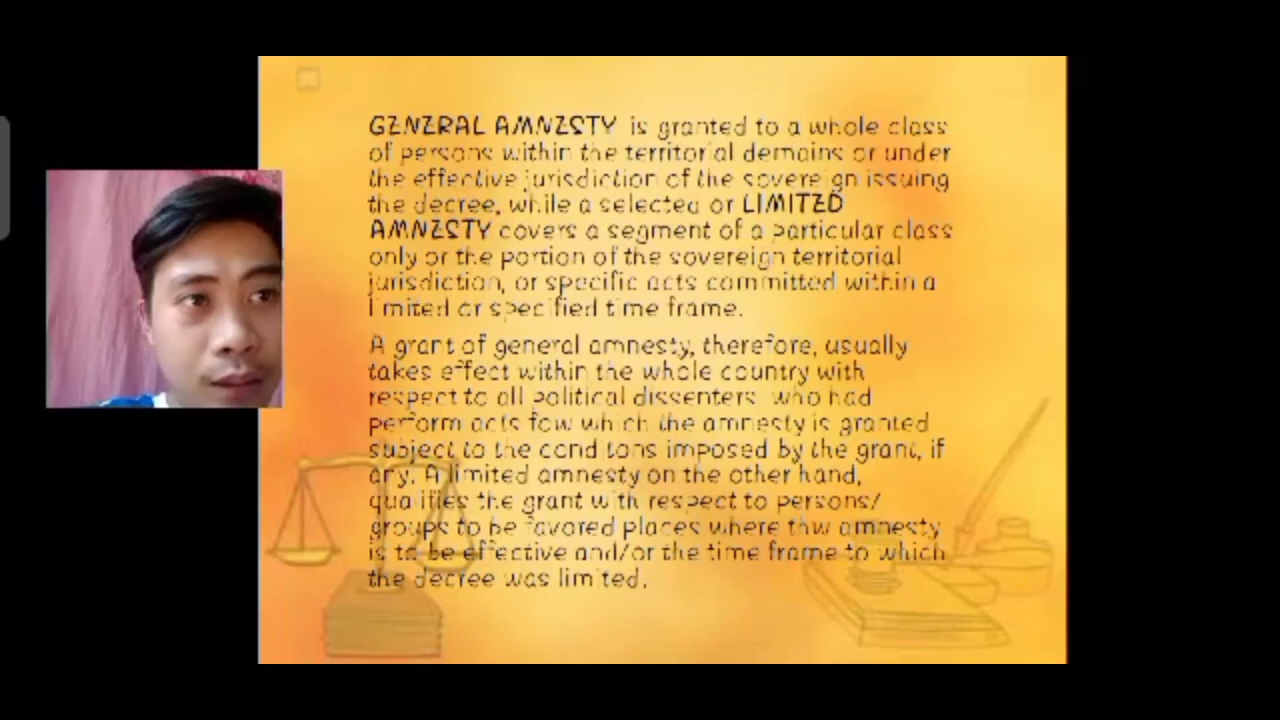 GENERAL AMNESTY is granted to a whole class
of persons within the territorial demains or under
the effective jurisdiction of the sovereign issuing
the decree, while a selected or LIMITED
AMNESTY covers a segment of a particular class
only or the portion of the sovereign territorial
jurisdiction, or specific acts committed within a
limited or specified time frame.
A grant of general amnesty, therefore, usually
takes effect within the whole country with
respect to all political dissenters who had
perform acts fow which the amnesty is granted
subject to the conditons imposed by the grant, if
any. A limited amnesty on the other hand,
qualifies the grant with respect to persons/
groups to be favored places where thw amnesty
is to be effective and/or the time frame to which
the decree was limited.